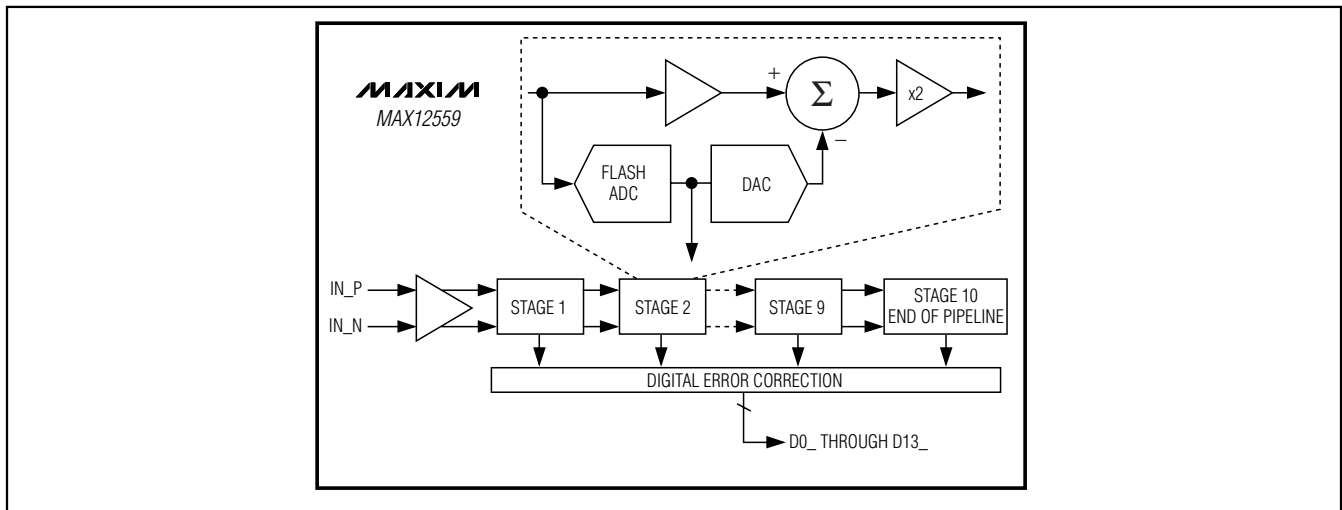 MAXIM
MAX12559
+
Σ
x2
−
FLASH
ADC
DAC
IN_P
IN_N
STAGE 1
STAGE 2
STAGE 9
STAGE 10
END OF PIPELINE
DIGITAL ERROR CORRECTION
D0_ THROUGH D13_